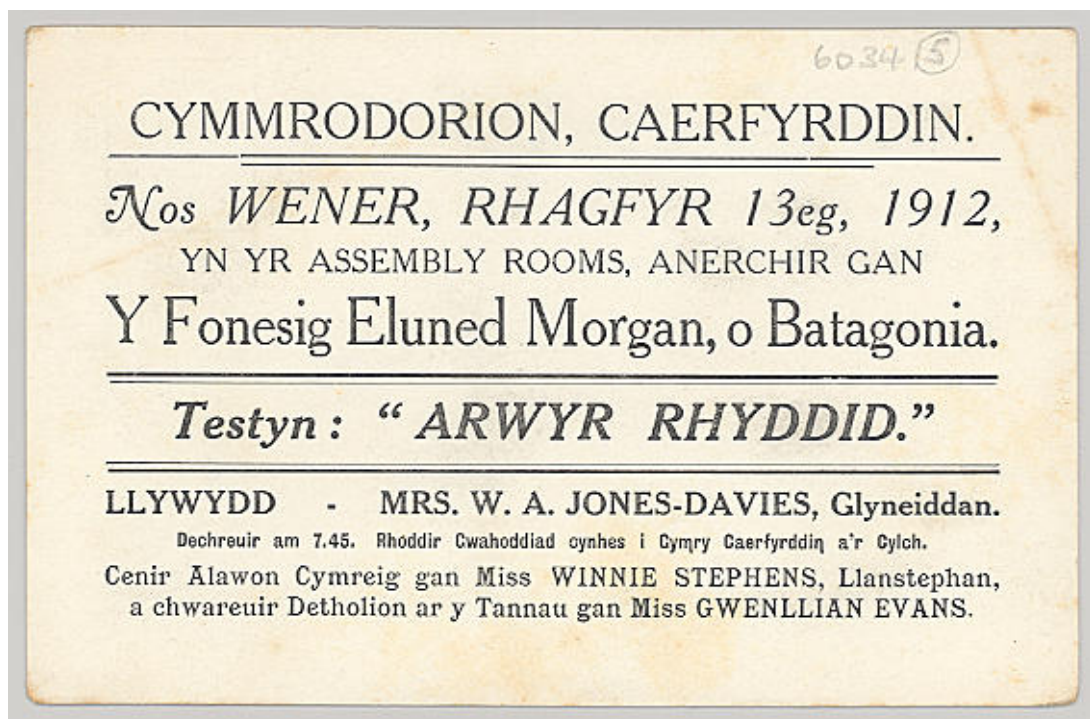 6034 (5)
CYMMRODORION, CAERFYRDDIN.
Nos WENER, RHAGFYR 13eg, 1912,
YN YR ASSEMBLY ROOMS, ANERCHIR GAN
Y Fonesig Eluned Morgan, o Batagonia.
Testyn : “ ARWYR RHYDDID.”
LLYWYDD - MRS. W. A. JONES-DAVIES, Glyneiddan.
Dechreuir am 7.45. Rhoddir Cwahoddiad cynhes i Cymry Caerfyrddin a'r Cylch.
Cenir Alawon Cymreig gan Miss WINNIE STEPHENS, Llanstephan,
a chwareuir Detholion ar y Tannau gan Miss GWENLLIAN EVANS.